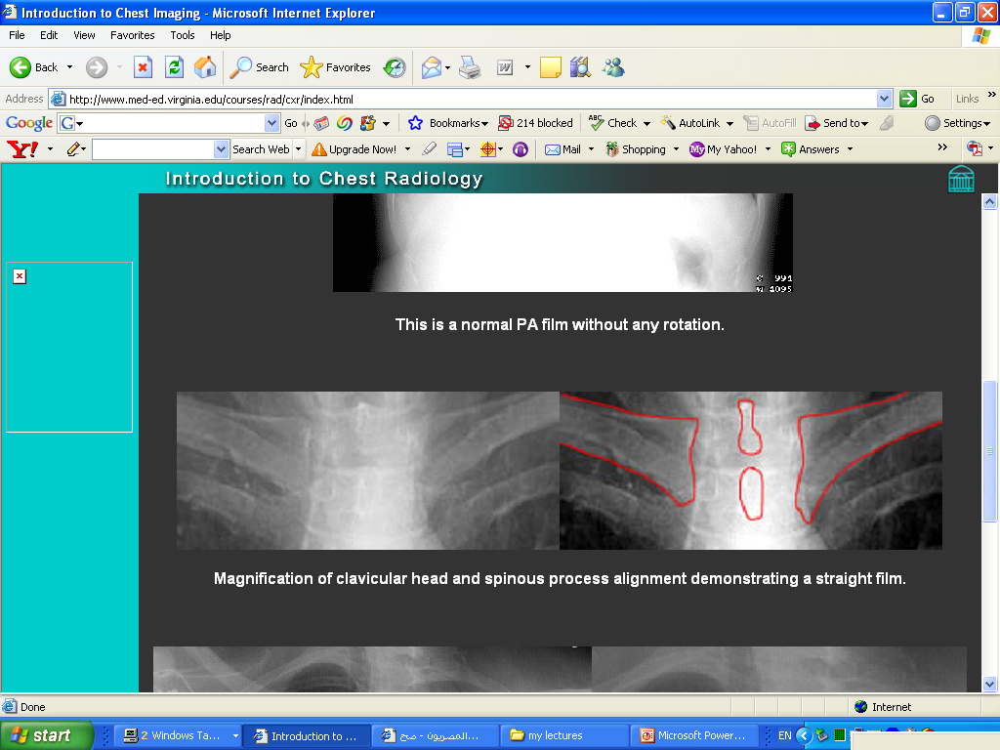 Introduction to Chest Imaging - Microsoft Internet Explorer
File Edit View Favorites Tools Help
Back Search Favorites
Address http://www.med-ed.virginia.edu/courses/rad/cxr/index.html Go Links »
Google G Go Bookmarks 214 blocked ABC Check AutoLink AutoFill Send to Settings
Y! Search Web Upgrade Now! Mail Shopping My My Yahoo! Answers »
Introduction to Chest Radiology
C 991
W 4095
This is a normal PA film without any rotation.
Magnification of clavicular head and spinous process alignment demonstrating a straight film.
Done Internet
start 2 Windows Ta... Introduction to ... المصريون - صح... my lectures Microsoft Power... EN